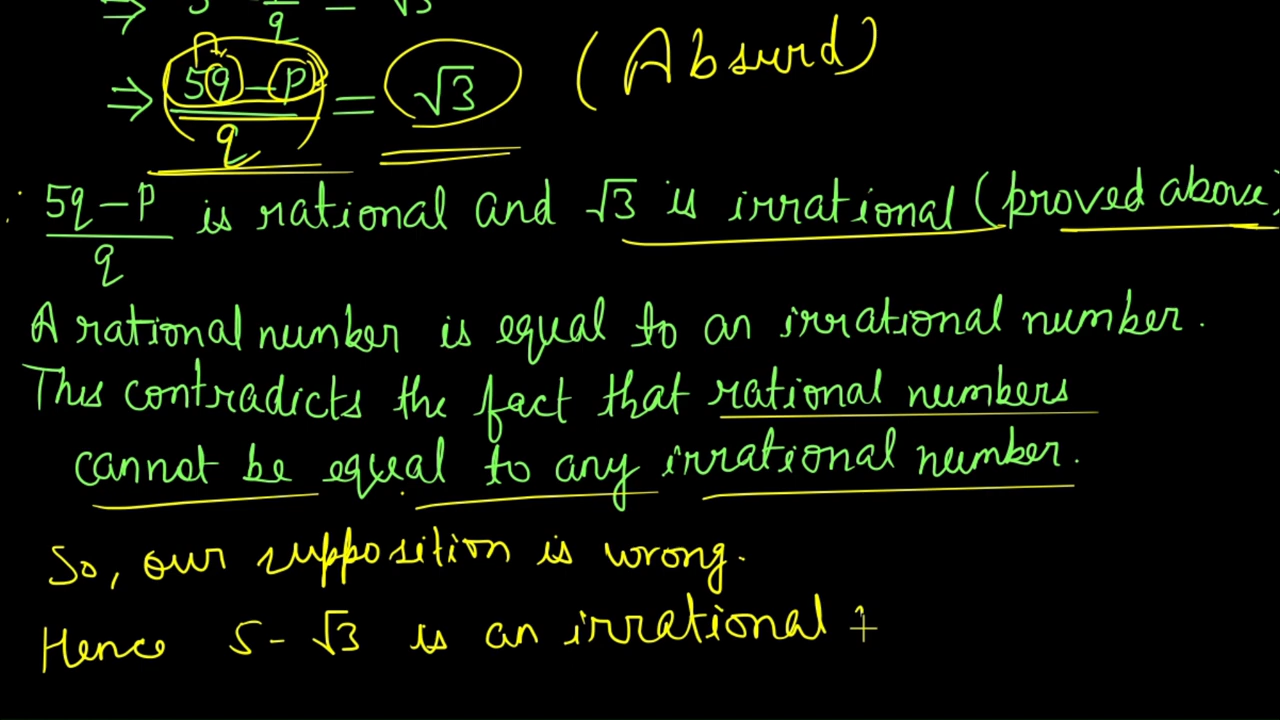 ⇒ 5 - p/q = √3
⇒ (5q - p)/q = √3 (Absurd)
∵ (5q - p)/q is rational and √3 is irrational (proved above)
A rational number is equal to an irrational number.
This contradicts the fact that rational numbers
cannot be equal to any irrational number.
So, our supposition is wrong.
Hence 5 - √3 is an irrational